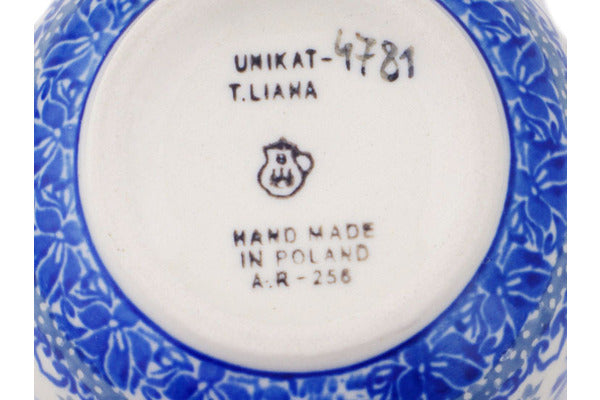 UNIKAT-4781
T.LIANA
HAND MADE
IN POLAND
A.R-256